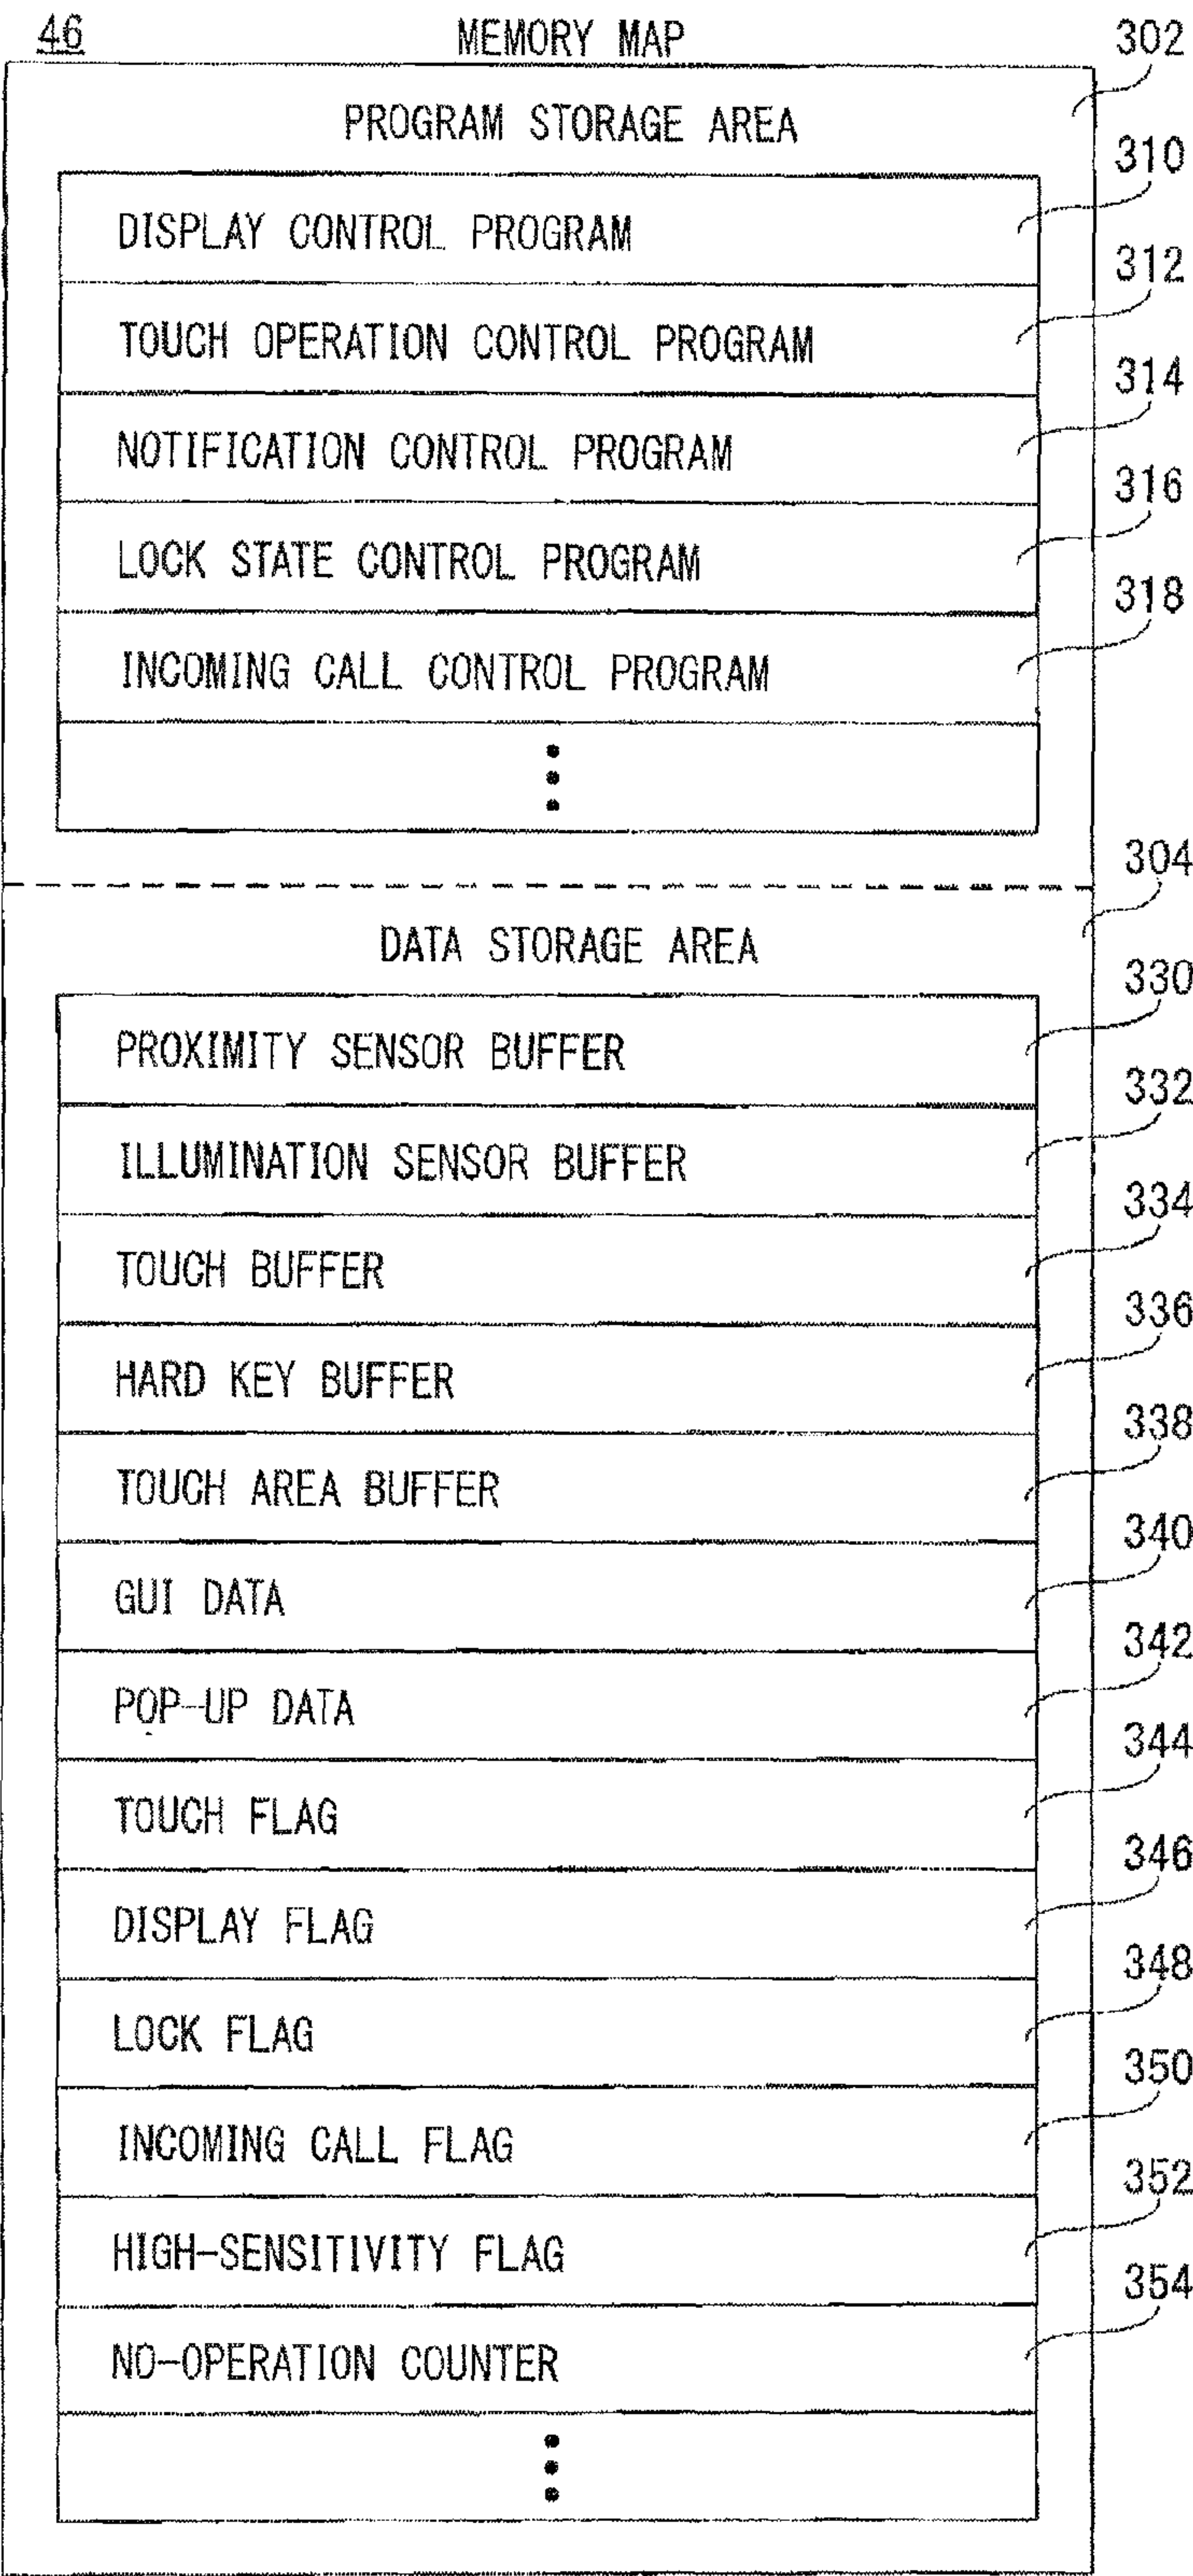 46 MEMORY MAP 302
PROGRAM STORAGE AREA
310
DISPLAY CONTROL PROGRAM
312
TOUCH OPERATION CONTROL PROGRAM
314
NOTIFICATION CONTROL PROGRAM
316
LOCK STATE CONTROL PROGRAM
318
INCOMING CALL CONTROL PROGRAM
304
DATA STORAGE AREA
330
PROXIMITY SENSOR BUFFER
332
ILLUMINATION SENSOR BUFFER
334
TOUCH BUFFER
336
HARD KEY BUFFER
338
TOUCH AREA BUFFER
340
GUI DATA
342
POP-UP DATA
344
TOUCH FLAG
346
DISPLAY FLAG
348
LOCK FLAG
350
INCOMING CALL FLAG
352
HIGH-SENSITIVITY FLAG
354
NO-OPERATION COUNTER